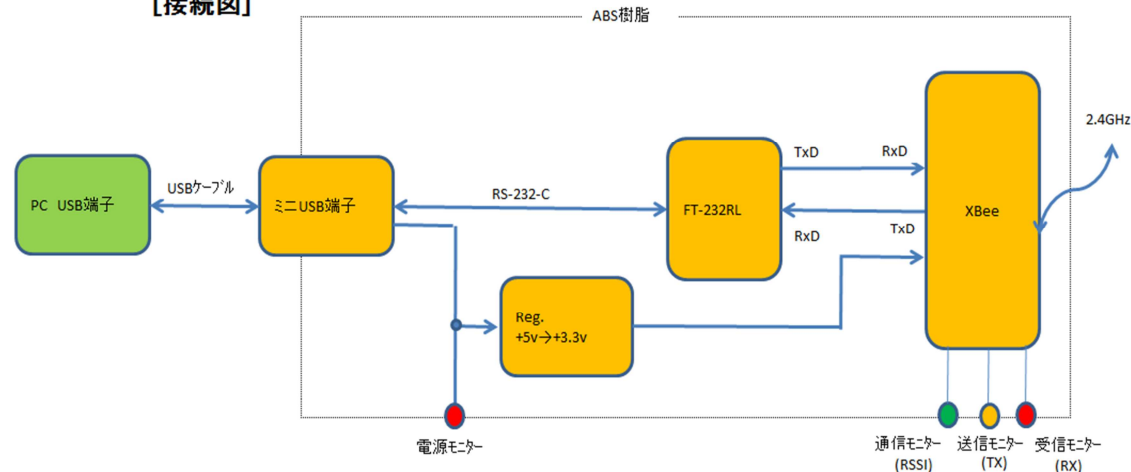 [接続図]
ABS樹脂
2.4GHz
TxD
RxD
PC USB端子
USBｹｰﾌﾞﾙ
ミニUSB端子
RS-232-C
FT-232RL
XBee
RxD
TxD
Reg.
+5v→+3.3v
電源ﾓﾆﾀｰ
通信ﾓﾆﾀｰ
(RSSI)
送信ﾓﾆﾀｰ
(TX)
受信ﾓﾆﾀｰ
(RX)